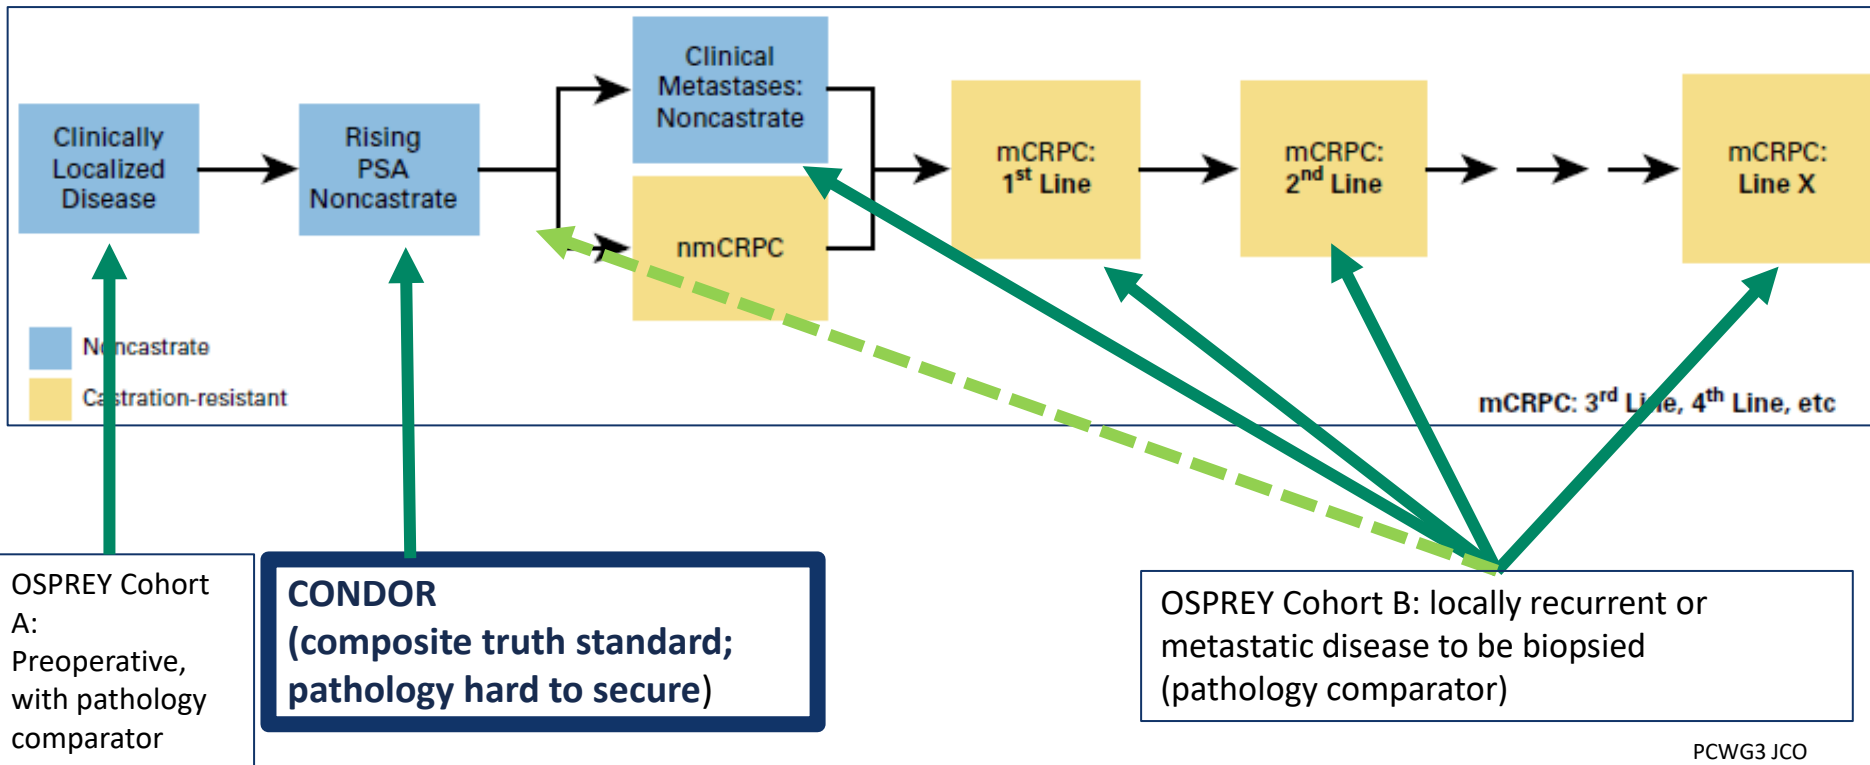 Clinically
Localized
Disease
Rising
PSA
Noncastrate
Clinical
Metastases:
Noncastrate
nmCRPC
mCRPC:
1st Line
mCRPC:
2nd Line
mCRPC:
Line X
Noncastrate
Castration-resistant
mCRPC: 3rd Line, 4th Line, etc
OSPREY Cohort
A:
Preoperative,
with pathology
comparator
CONDOR
(composite truth standard;
pathology hard to secure)
OSPREY Cohort B: locally recurrent or
metastatic disease to be biopsied
(pathology comparator)
PCWG3 JCO